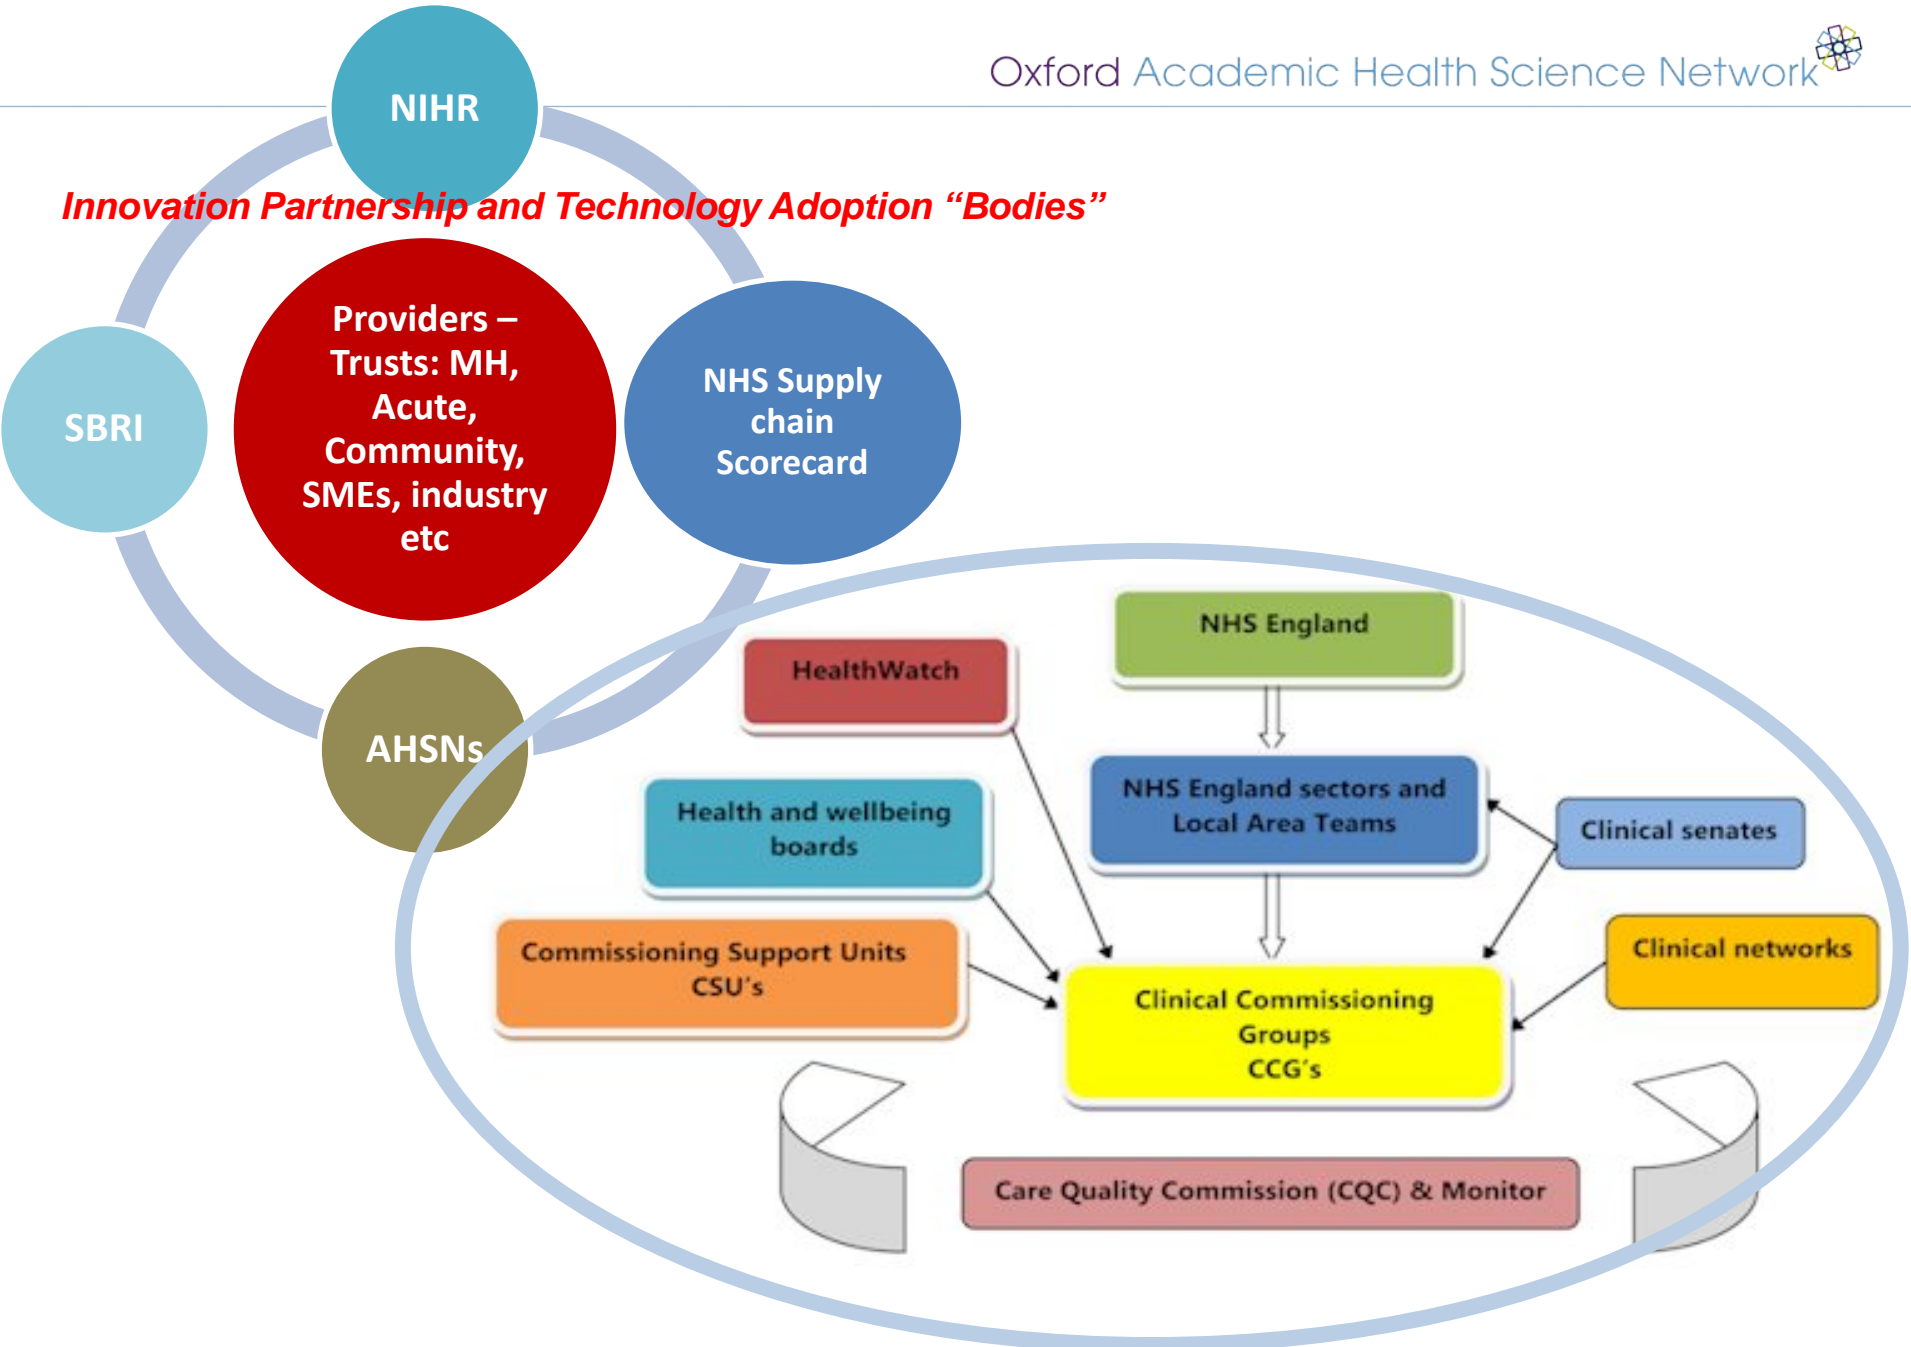 Oxford Academic Health Science Network
NIHR
Innovation Partnership and Technology Adoption “Bodies”
Providers –
Trusts: MH,
Acute,
Community,
SMEs, industry
etc
NHS Supply
chain
Scorecard
SBRI
AHSNs
NHS England
HealthWatch
NHS England sectors and
Local Area Teams
Health and wellbeing
boards
Clinical senates
Commissioning Support Units
CSU's
Clinical networks
Clinical Commissioning
Groups
CCG's
Care Quality Commission (CQC) & Monitor